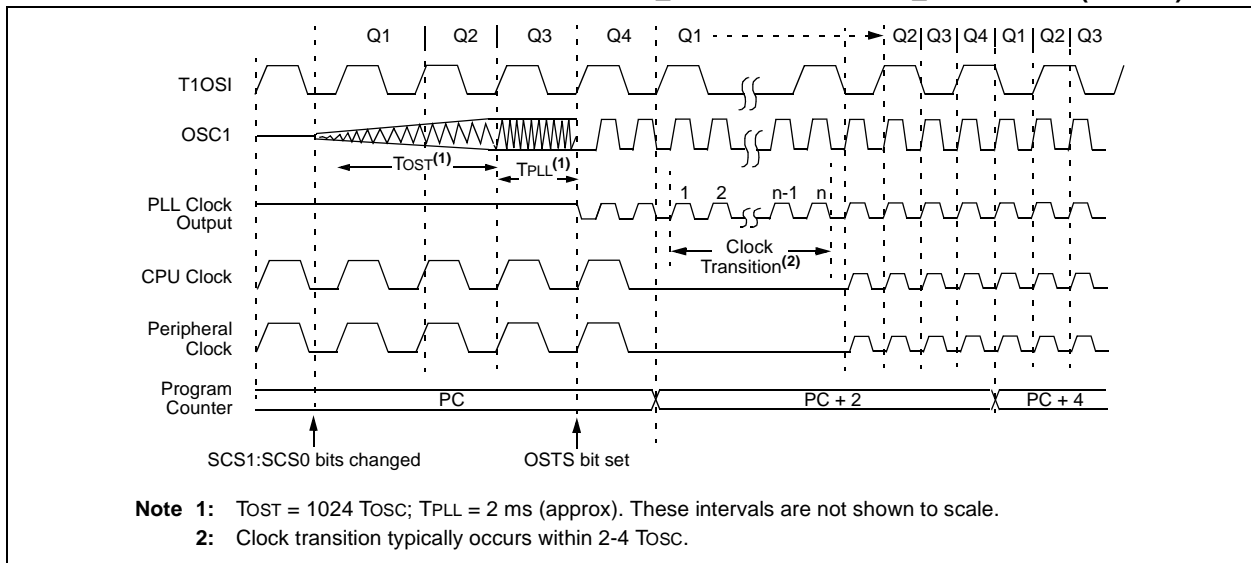 Q1 Q2 Q3 Q4 Q1 Q2 Q3 Q4 Q1 Q2 Q3
T1OSI
OSC1
TOST(1)
TPLL(1)
PLL Clock
Output
1 2 n-1 n
Clock
Transition(2)
CPU Clock
Peripheral
Clock
Program
Counter
PC PC + 2 PC + 4
SCS1:SCS0 bits changed
OSTS bit set
Note 1: TOST = 1024 TOSC; TPLL = 2 ms (approx). These intervals are not shown to scale.
2: Clock transition typically occurs within 2-4 TOSC.